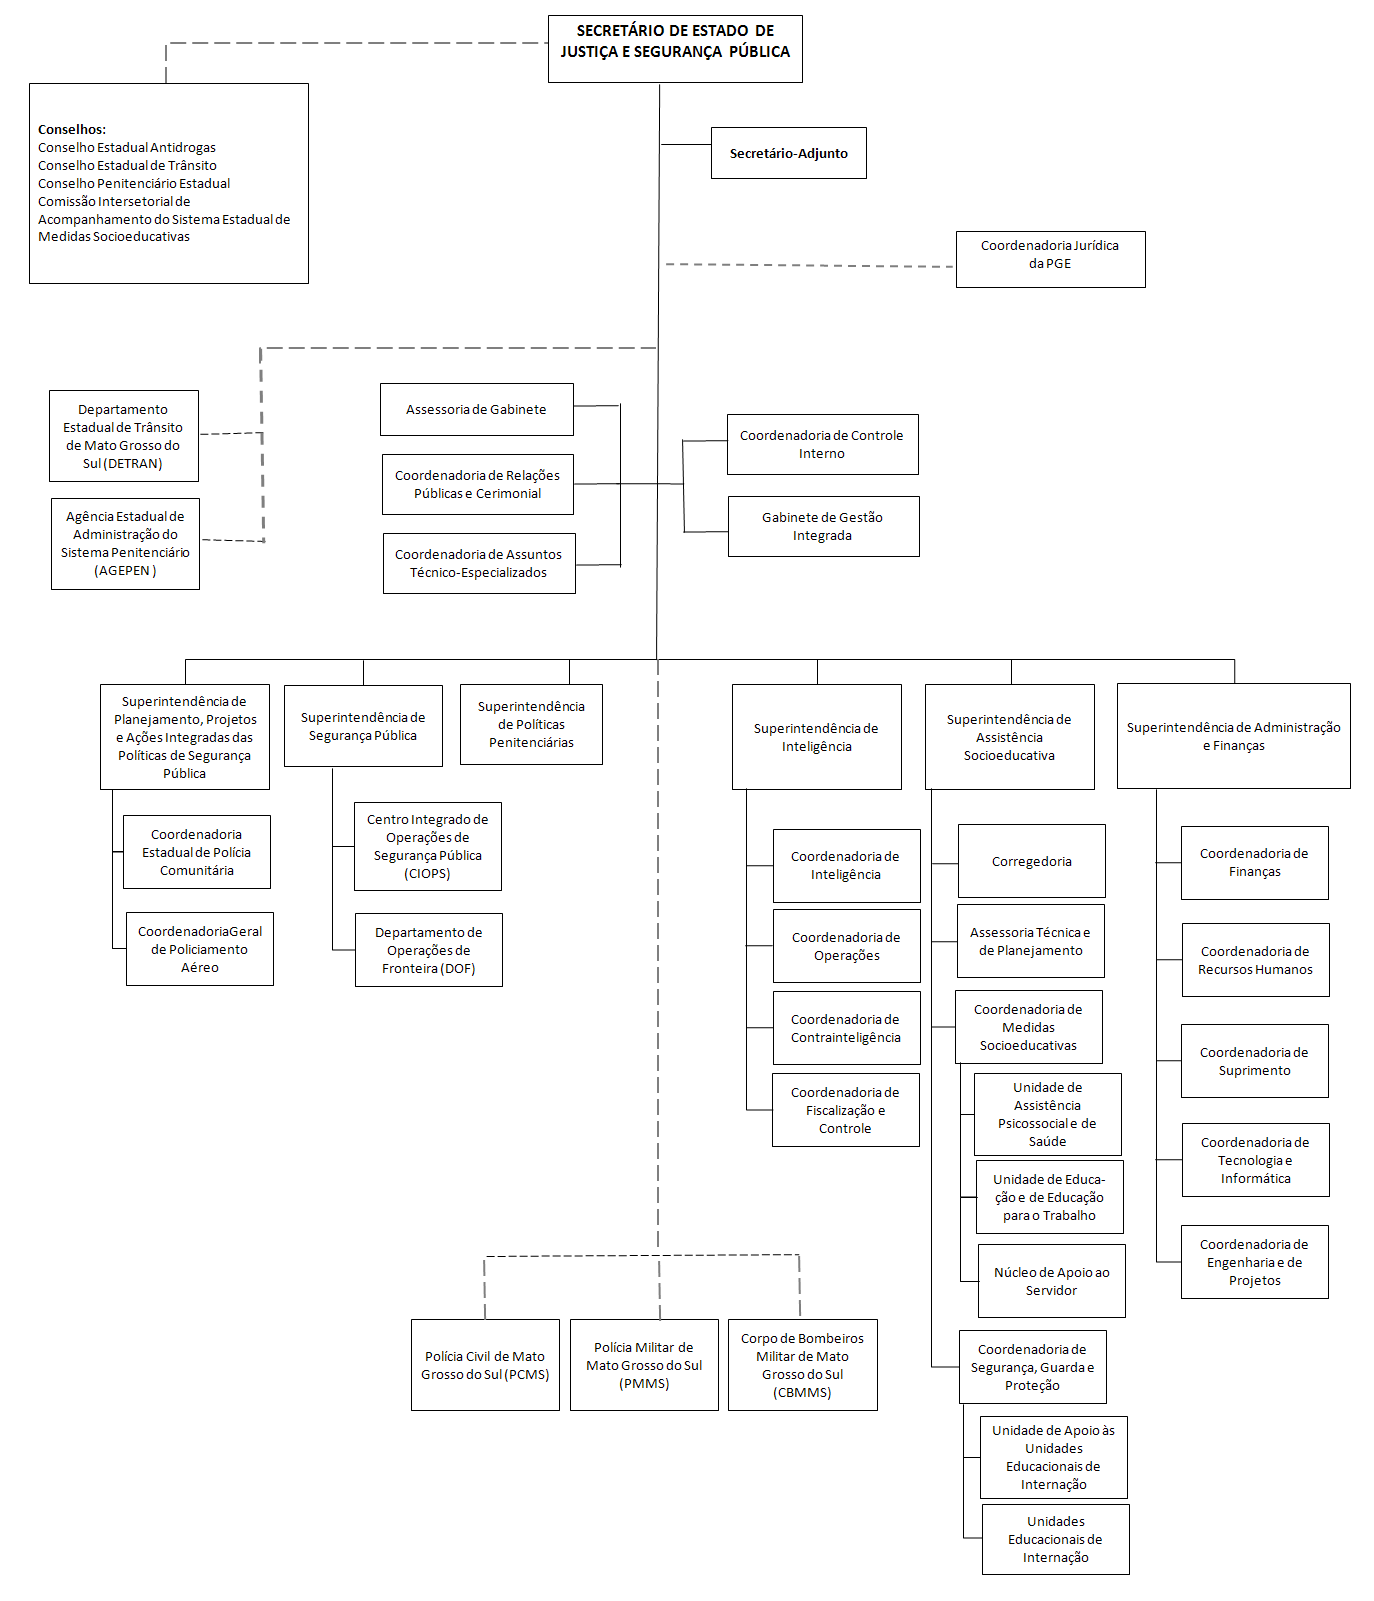 SECRETÁRIO DE ESTADO DE
JUSTIÇA E SEGURANÇA PÚBLICA
Conselhos:
Conselho Estadual Antidrogas
Conselho Estadual de Trânsito
Conselho Penitenciário Estadual
Comissão Intersetorial de
Acompanhamento do Sistema Estadual de
Medidas Socioeducativas
Secretário-Adjunto
Coordenadoria Jurídica
da PGE
Departamento
Estadual de Trânsito
de Mato Grosso do
Sul (DETRAN)
Agência Estadual de
Administração do
Sistema Penitenciário
(AGEPEN )
Assessoria de Gabinete
Coordenadoria de Relações
Públicas e Cerimonial
Coordenadoria de Assuntos
Técnico-Especializados
Coordenadoria de Controle
Interno
Gabinete de Gestão
Integrada
Superintendência de
Planejamento, Projetos
e Ações Integradas das
Políticas de Segurança
Pública
Coordenadoria
Estadual de Polícia
Comunitária
CoordenadoriaGeral
de Policiamento
Aéreo
Superintendência de
Segurança Pública
Centro Integrado de
Operações de
Segurança Pública
(CIOPS)
Departamento de
Operações de
Fronteira (DOF)
Superintendência
de Políticas
Penitenciárias
Superintendência de
Inteligência
Coordenadoria de
Inteligência
Coordenadoria de
Operações
Coordenadoria de
Contrainteligência
Coordenadoria de
Fiscalização e
Controle
Superintendência de
Assistência
Socioeducativa
Corregedoria
Assessoria Técnica e
de Planejamento
Coordenadoria de
Medidas
Socioeducativas
Unidade de
Assistência
Psicossocial e de
Saúde
Unidade de Educa-
ção e de Educação
para o Trabalho
Núcleo de Apoio ao
Servidor
Coordenadoria de
Segurança, Guarda e
Proteção
Unidade de Apoio às
Unidades
Educacionais de
Internação
Unidades
Educacionais de
Internação
Superintendência de Administração
e Finanças
Coordenadoria de
Finanças
Coordenadoria de
Recursos Humanos
Coordenadoria de
Suprimento
Coordenadoria de
Tecnologia e
Informática
Coordenadoria de
Engenharia e de
Projetos
Polícia Civil de Mato
Grosso do Sul (PCMS)
Polícia Militar de
Mato Grosso do Sul
(PMMS)
Corpo de Bombeiros
Militar de Mato
Grosso do Sul
(CBMMS)